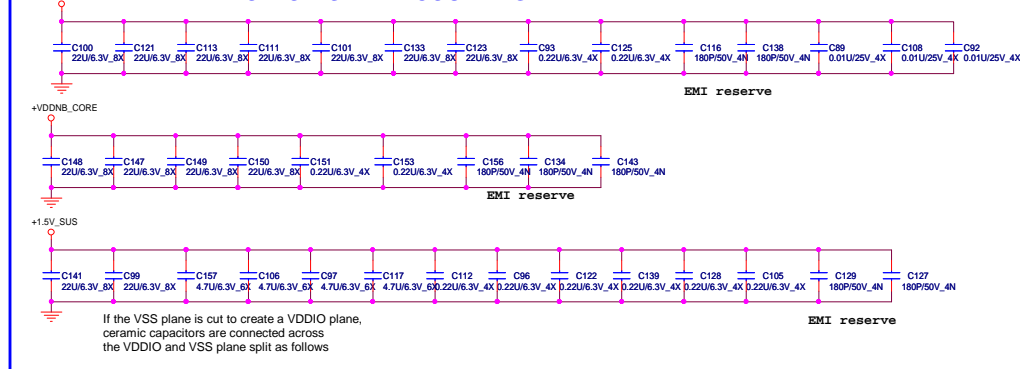 C100 C121 C113 C111 C101 C133 C123 C93 C125 C116 C138 C89 C108 C92
22U/6.3V_8X 22U/6.3V_8X 22U/6.3V_8X 22U/6.3V_8X 22U/6.3V_8X 22U/6.3V_8X 22U/6.3V_8X 0.22U/6.3V_4X 0.22U/6.3V_4X 180P/50V_4N 180P/50V_4N 0.01U/25V_4X 0.01U/25V_4X 0.01U/25V_4X
EMI reserve
+VDDNB_CORE
C148 C147 C149 C150 C151 C153 C156 C134 C143
22U/6.3V_8X 22U/6.3V_8X 22U/6.3V_8X 22U/6.3V_8X 0.22U/6.3V_4X 0.22U/6.3V_4X 180P/50V_4N 180P/50V_4N 180P/50V_4N
EMI reserve
+1.5V_SUS
C141 C99 C157 C106 C97 C117 C112 C96 C122 C139 C128 C105 C129 C127
22U/6.3V_8X 22U/6.3V_8X 4.7U/6.3V_6X 4.7U/6.3V_6X 4.7U/6.3V_6X 4.7U/6.3V_6X 0.22U/6.3V_4X 0.22U/6.3V_4X 0.22U/6.3V_4X 0.22U/6.3V_4X 0.22U/6.3V_4X 0.22U/6.3V_4X 180P/50V_4N 180P/50V_4N
EMI reserve
If the VSS plane is cut to create a VDDIO plane,
ceramic capacitors are connected across
the VDDIO and VSS plane split as follows